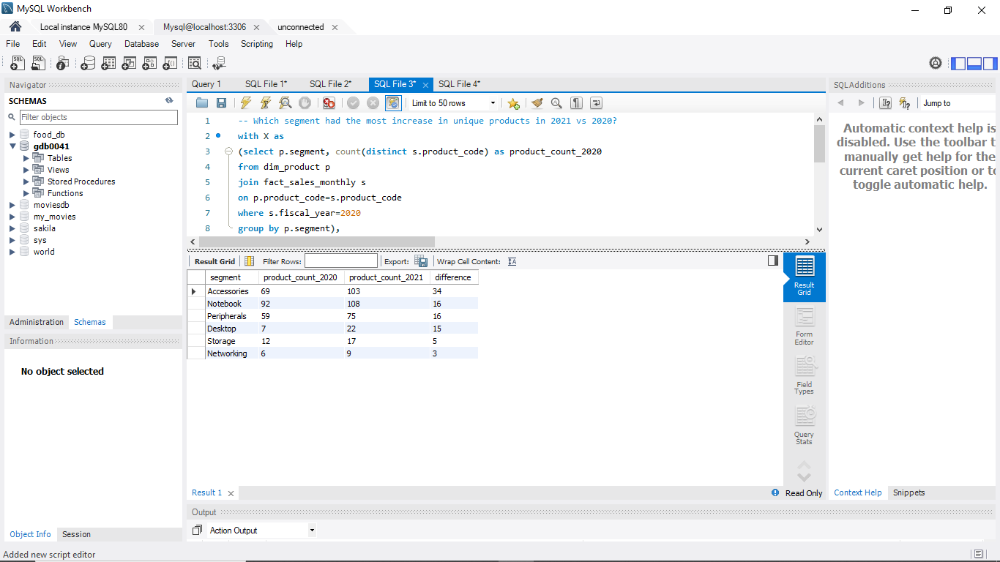 MySQL Workbench
Local instance MySQL80
Mysql@localhost:3306
unconnected
File Edit View Query Database Server Tools Scripting Help
Navigator
SCHEMAS
Filter objects
food_db
gdb0041
Tables
Views
Stored Procedures
Functions
moviesdb
my_movies
sakila
sys
world
Administration Schemas
Information
No object selected
Object Info Session
Query 1 SQL File 1* SQL File 2* SQL File 3* SQL File 4*
Limit to 50 rows
1 -- Which segment had the most increase in unique products in 2021 vs 2020?
2 with X as
3 (select p.segment, count(distinct s.product_code) as product_count_2020
4 from dim_product p
5 join fact_sales_monthly s
6 on p.product_code=s.product_code
7 where s.fiscal_year=2020
8 group by p.segment),
Result Grid Filter Rows: Export: Wrap Cell Content:
segment product_count_2020 product_count_2021 difference
Accessories 69 103 34
Notebook 92 108 16
Peripherals 59 75 16
Desktop 7 22 15
Storage 12 17 5
Networking 6 9 3
Result
Grid
Form
Editor
Field
Types
Query
Stats
Result 1
Read Only
Output
Action Output
SQLAdditions
Jump to
Automatic context help is
disabled. Use the toolbar t
manually get help for the
current caret position or to
toggle automatic help.
Context Help Snippets
Added new script editor